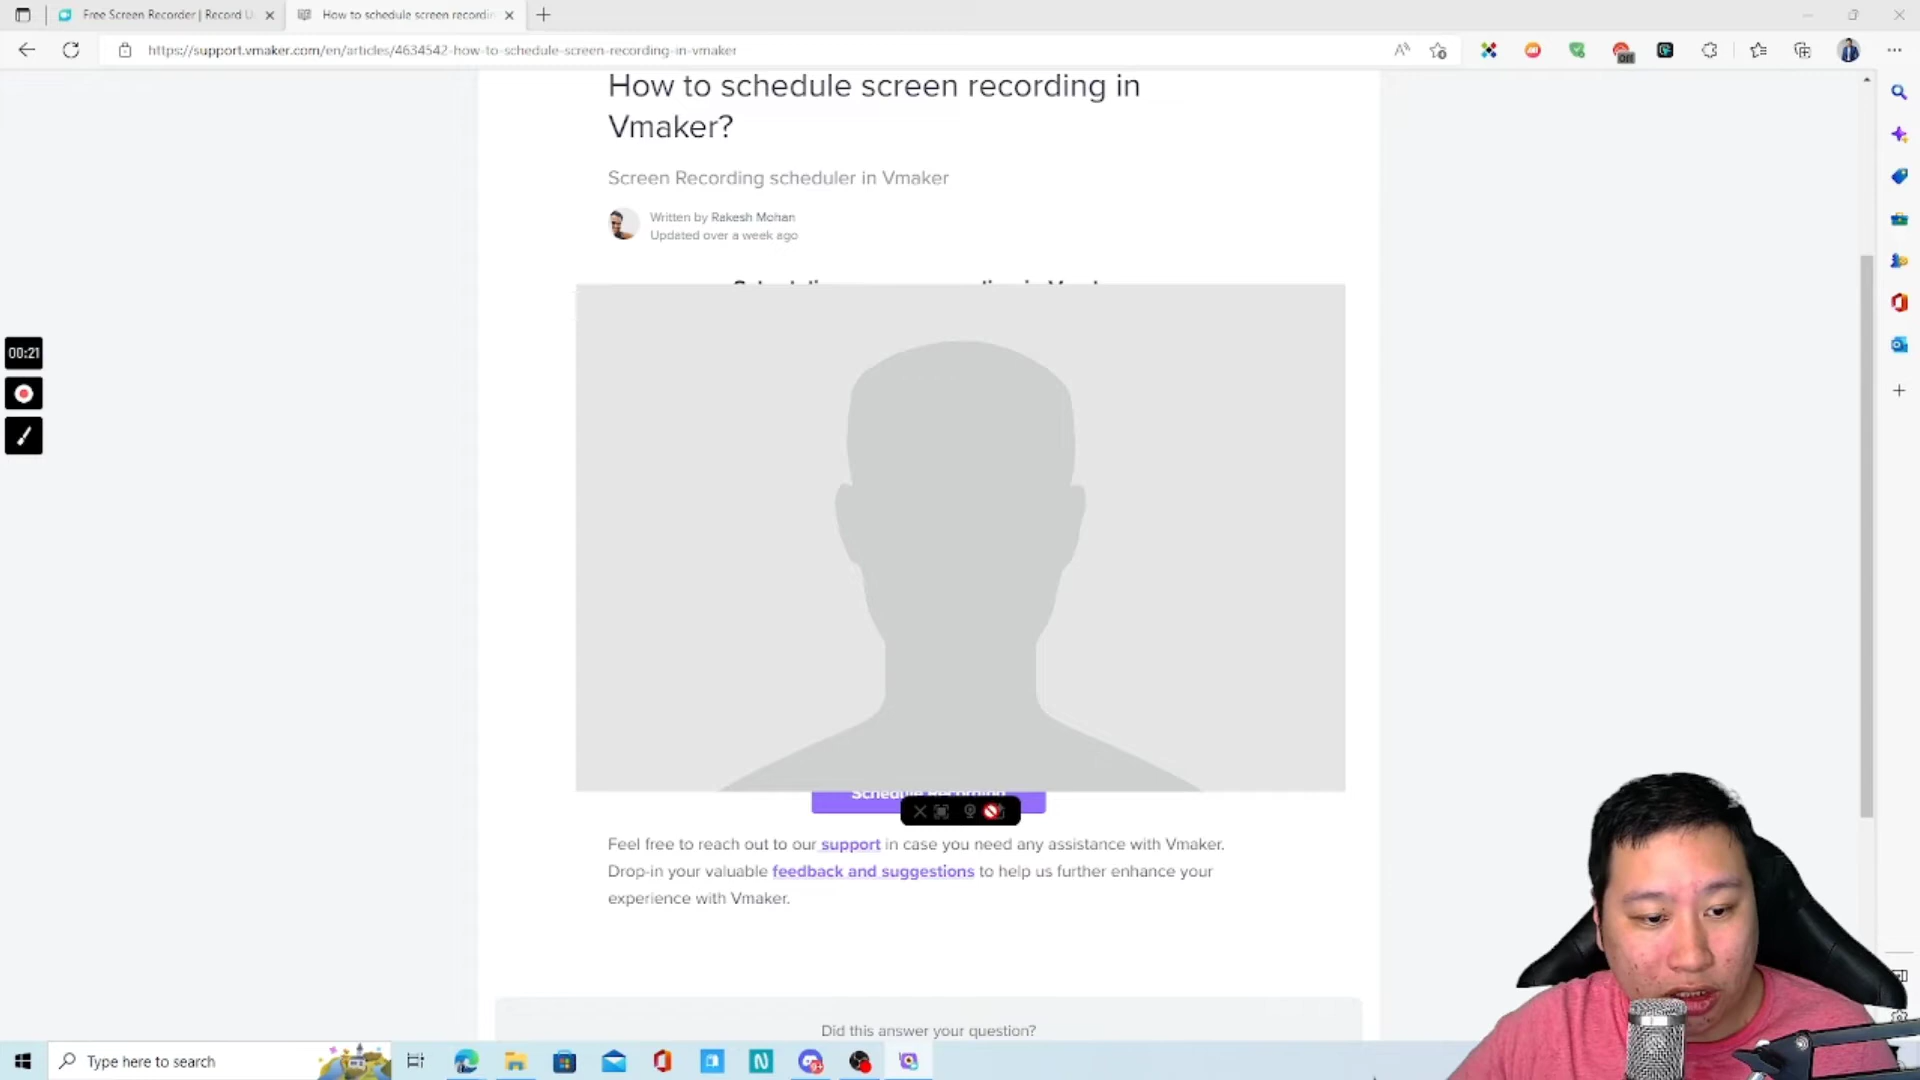 Free Screen Recorder | Record U
How to schedule screen recordin
https://support.vmaker.com/en/articles/4634542-how-to-schedule-screen-recording-in-vmaker
How to schedule screen recording in
Vmaker?
Screen Recording scheduler in Vmaker
Written by Rakesh Mohan
Updated over a week ago
00:21
Feel free to reach out to our support in case you need any assistance with Vmaker.
Drop-in your valuable feedback and suggestions to help us further enhance your
experience with Vmaker.
Did this answer your question?
Type here to search